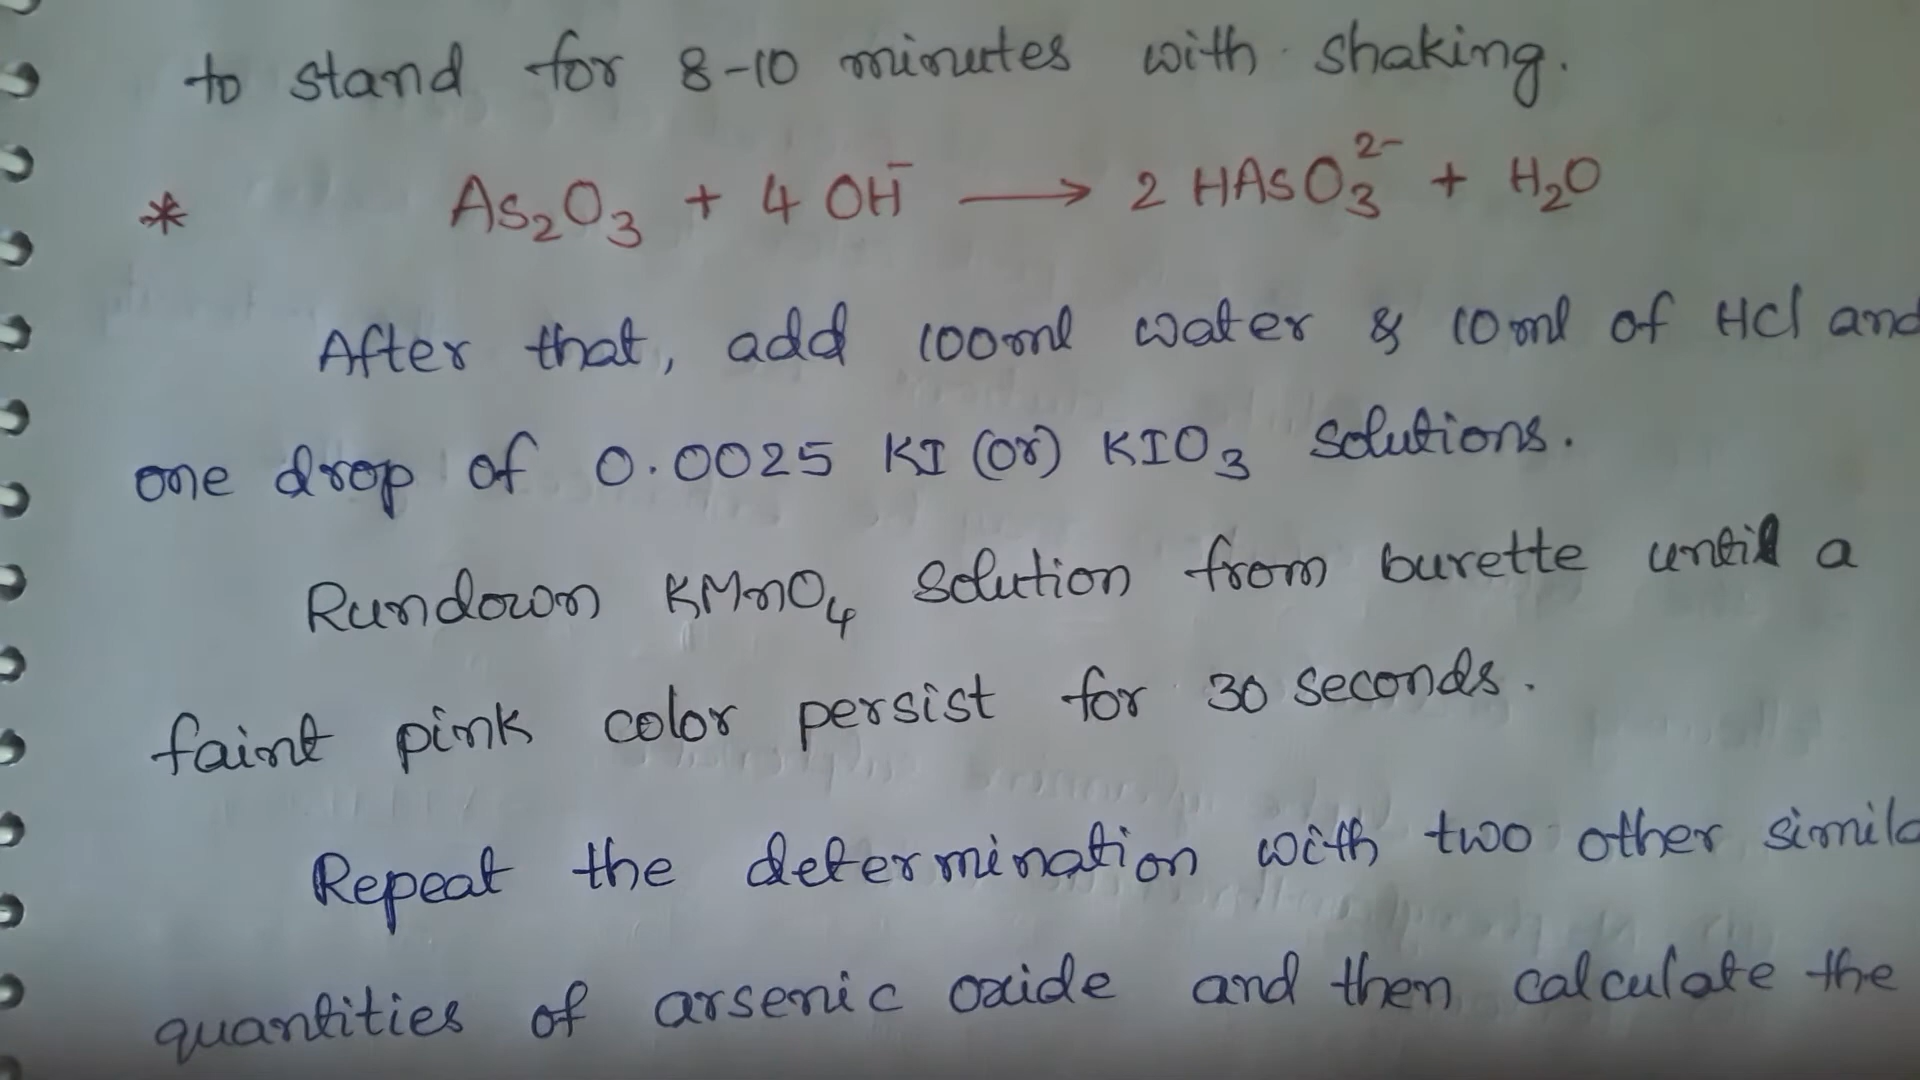 to stand for 8-10 minutes with shaking.
* As₂O₃ + 4 OH⁻ ⟶ 2 HAsO₃²⁻ + H₂O
After that, add 100ml water & 10ml of HCl and
one drop of 0.0025 KI (or) KIO₃ solutions.
Rundown KMnO₄ solution from burette until a
faint pink color persist for 30 seconds.
Repeat the determination with two other simila
quantities of arsenic oxide and then calculate the